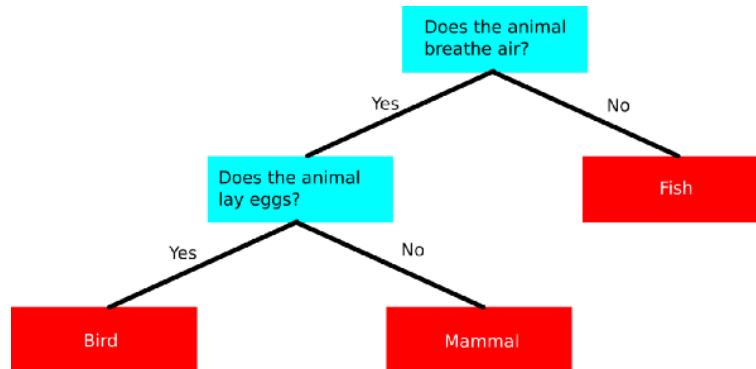 Does the animal
breathe air?
Yes
No
Does the animal
lay eggs?
Fish
Yes
No
Bird
Mammal